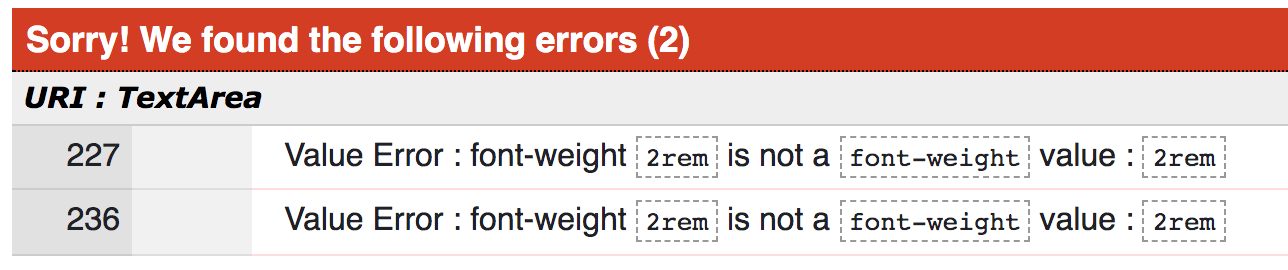 Sorry! We found the following errors (2)
URI : TextArea
227 Value Error : font-weight 2rem is not a font-weight value : 2rem
236 Value Error : font-weight 2rem is not a font-weight value : 2rem